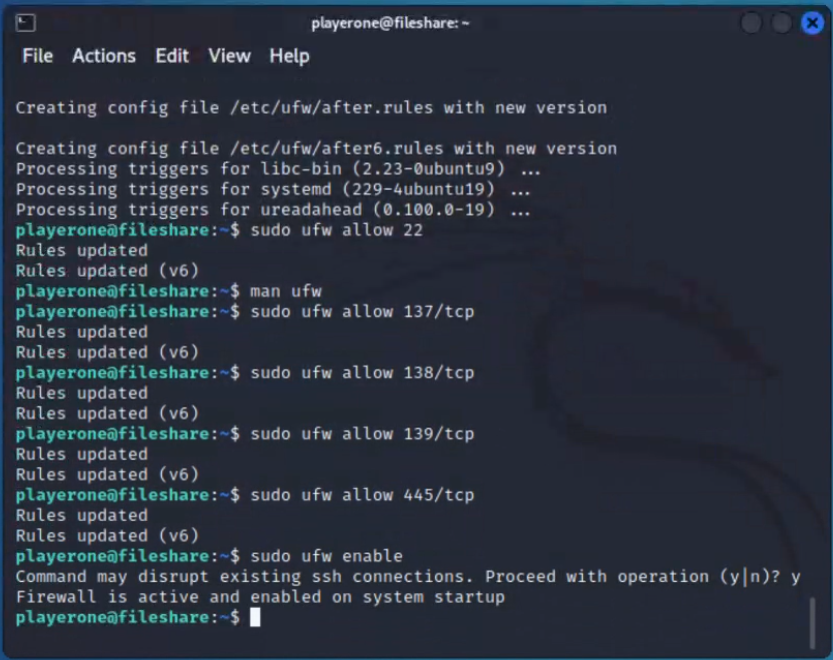 playerone@fileshare: ~
File Actions Edit View Help
Creating config file /etc/ufw/after.rules with new version
Creating config file /etc/ufw/after6.rules with new version
Processing triggers for libc-bin (2.23-0ubuntu9) ...
Processing triggers for systemd (229-4ubuntu19) ...
Processing triggers for ureadahead (0.100.0-19) ...
playerone@fileshare:~$ sudo ufw allow 22
Rules updated
Rules updated (v6)
playerone@fileshare:~$ man ufw
playerone@fileshare:~$ sudo ufw allow 137/tcp
Rules updated
Rules updated (v6)
playerone@fileshare:~$ sudo ufw allow 138/tcp
Rules updated
Rules updated (v6)
playerone@fileshare:~$ sudo ufw allow 139/tcp
Rules updated
Rules updated (v6)
playerone@fileshare:~$ sudo ufw allow 445/tcp
Rules updated
Rules updated (v6)
playerone@fileshare:~$ sudo ufw enable
Command may disrupt existing ssh connections. Proceed with operation (y|n)? y
Firewall is active and enabled on system startup
playerone@fileshare:~$